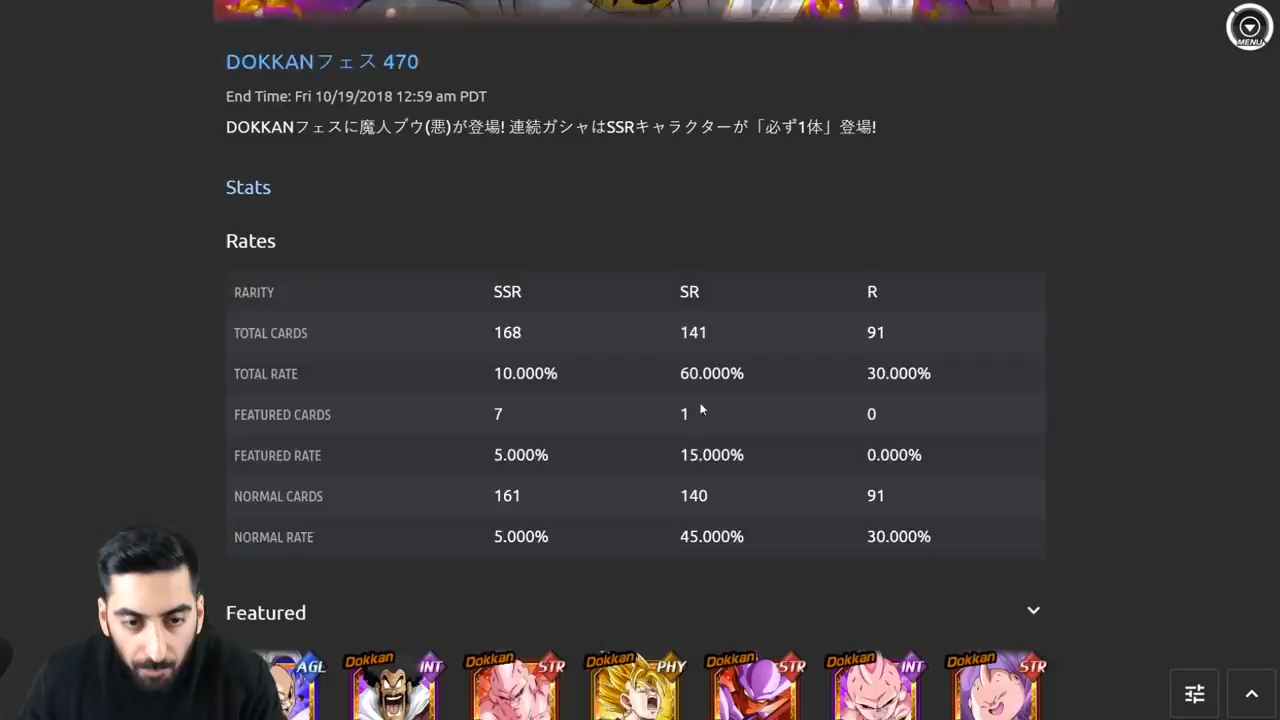 MENU
DOKKANフェス 470
End Time: Fri 10/19/2018 12:59 am PDT
DOKKANフェスに魔人ブウ(悪)が登場! 連続ガシャはSSRキャラクターが「必ず1体」登場!
Stats
Rates
RARITY SSR SR R
TOTAL CARDS 168 141 91
TOTAL RATE 10.000% 60.000% 30.000%
FEATURED CARDS 7 1 0
FEATURED RATE 5.000% 15.000% 0.000%
NORMAL CARDS 161 140 91
NORMAL RATE 5.000% 45.000% 30.000%
Featured
AGL Dokkan INT Dokkan STR Dokkan PHY Dokkan STR Dokkan INT Dokkan STR